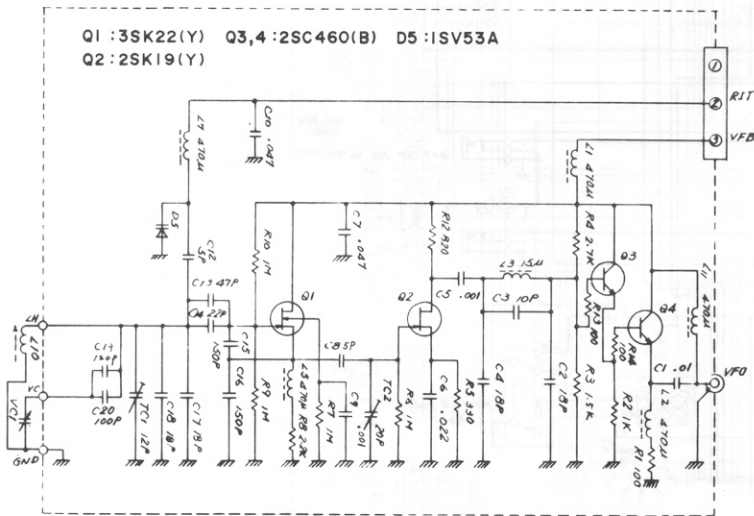 Q1 :3SK22(Y) Q3,4 :2SC460(B) D5 :1SV53A
Q2 :2SK19(Y)
1
2 RIT
3 VFB
L7 470μ
C10 .047
L1 470μ
D5
C12 5P
R10 1M
C7 .047
R12 820
R4 2.7K
Q3
L11 470μ
C13 47P
C14 22P
Q1
Q2
C5 .001
L3 15μ
C3 10P
R13 100
Q4
LH
L10
C19 120P
C15 150P
C8 5P
R14 100
C1 .01
VFO
VC
VC1
C20 100P
TC1 12P
C18 18P
C17 18P
C16 150P
R9 1M
L5 470μ
R8 2.2K
R7 1M
C9 .001
TC2 20P
R6 1M
C6 .022
R5 330
C4 18P
C2 18P
R3 1.5K
R2 1K
L2 470μ
R1 100
GND